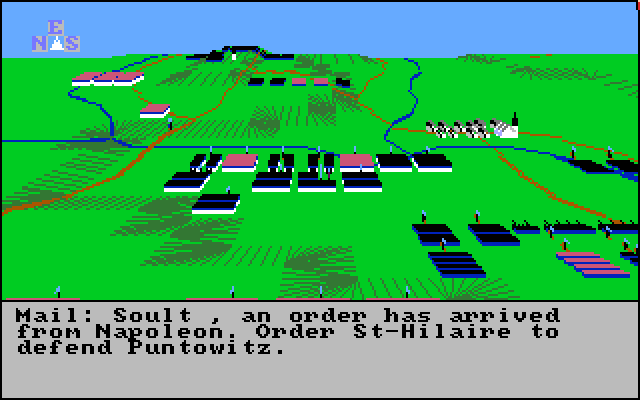 E
N S
Mail: Soult , an order has arrived
from Napoleon. Order St-Hilaire to
defend Puntowitz.